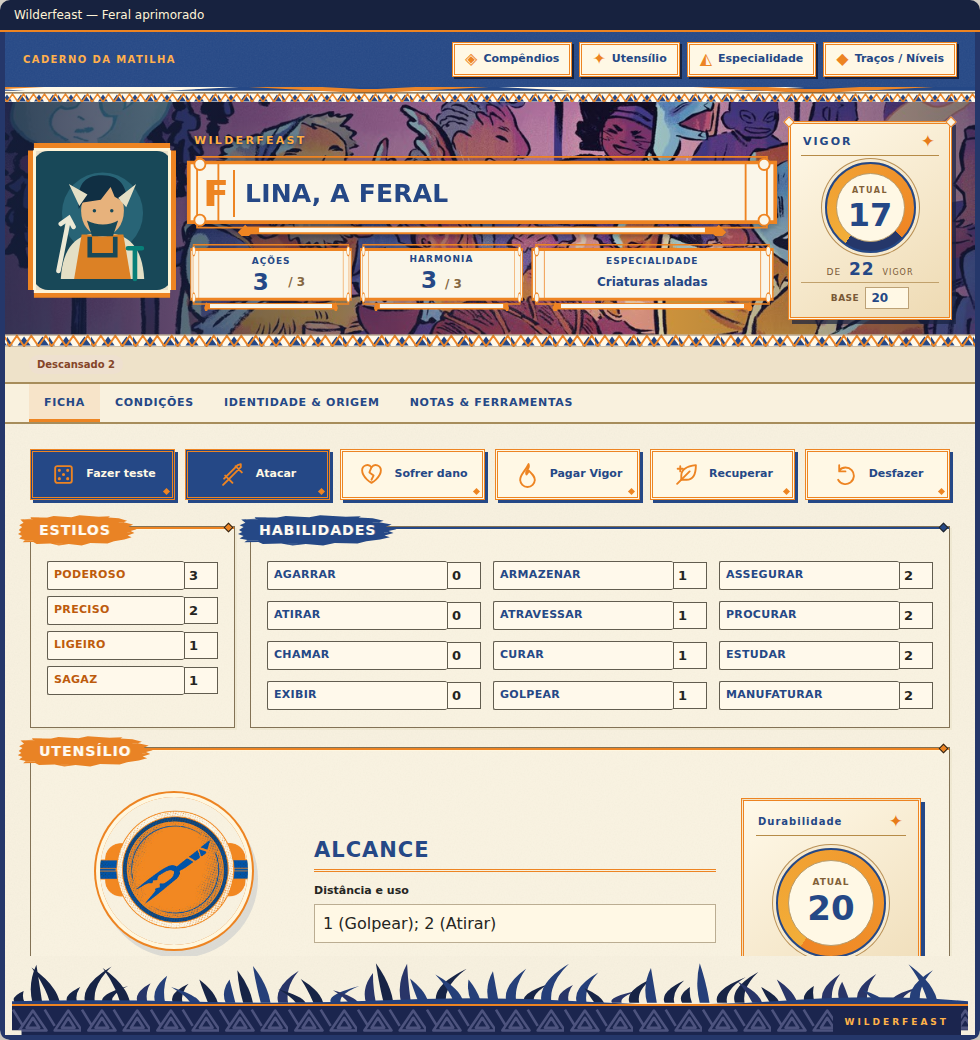 Wilderfeast — Feral aprimorado
CADERNO DA MATILHA
Compêndios
Utensílio
Especialidade
Traços / Níveis
WILDERFEAST
F LINA, A FERAL
VIGOR
ATUAL
17
DE 22 VIGOR
BASE 20
AÇÕES
3 / 3
HARMONIA
3 / 3
ESPECIALIDADE
Criaturas aladas
Descansado 2
FICHA
CONDIÇÕES
IDENTIDADE & ORIGEM
NOTAS & FERRAMENTAS
Fazer teste
Atacar
Sofrer dano
Pagar Vigor
Recuperar
Desfazer
ESTILOS
PODEROSO 3
PRECISO 2
LIGEIRO 1
SAGAZ 1
HABILIDADES
AGARRAR 0
ARMAZENAR 1
ASSEGURAR 2
ATIRAR 0
ATRAVESSAR 1
PROCURAR 2
CHAMAR 0
CURAR 1
ESTUDAR 2
EXIBIR 0
GOLPEAR 1
MANUFATURAR 2
UTENSÍLIO
ALCANCE
Distância e uso
1 (Golpear); 2 (Atirar)
Durabilidade
ATUAL
20
WILDERFEAST